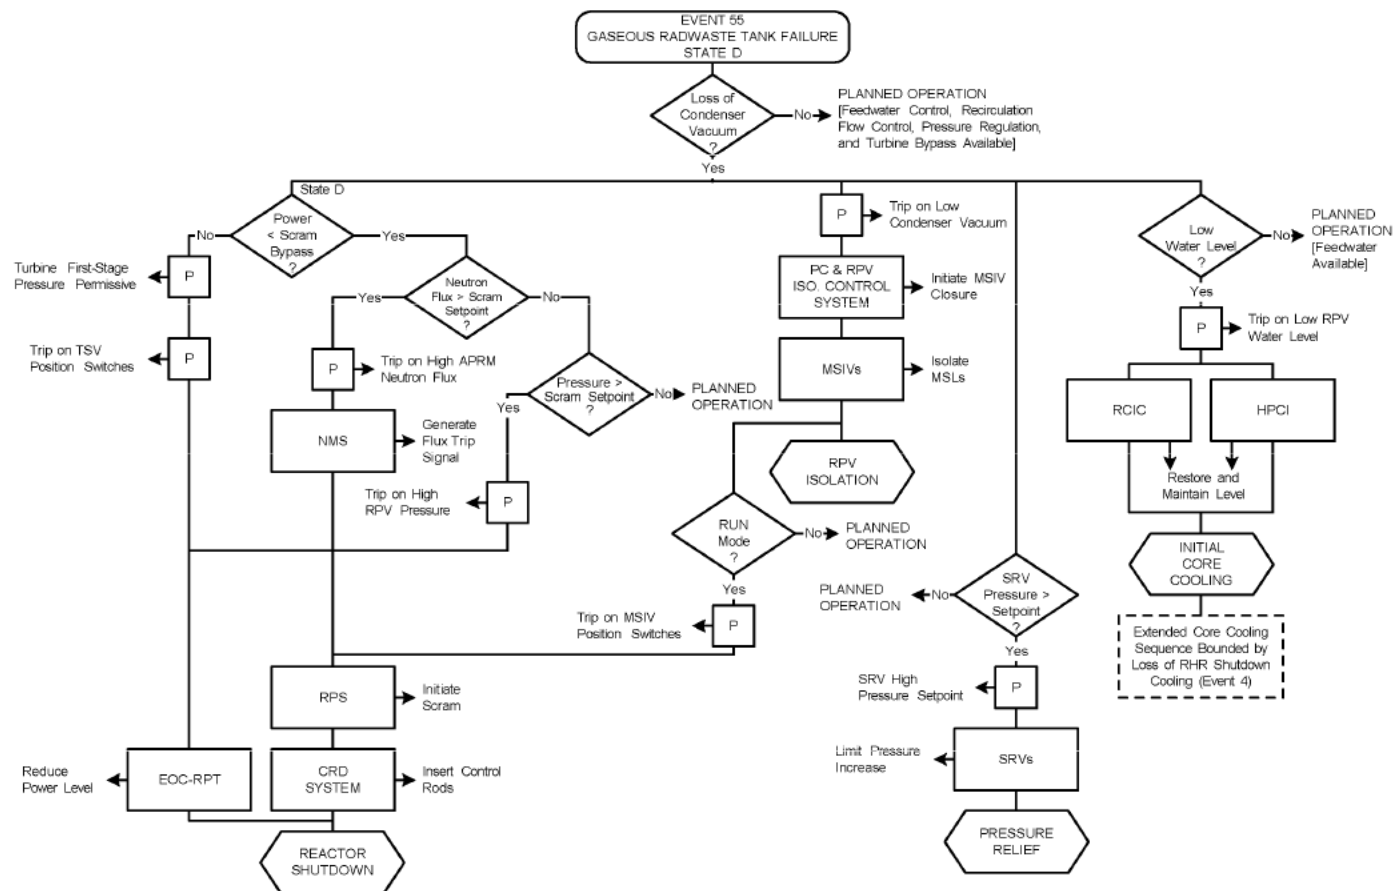 EVENT 55
GASEOUS RADWASTE TANK FAILURE
STATE D
Loss of
Condenser
Vacuum
?
No
PLANNED OPERATION
[Feedwater Control, Recirculation
Flow Control, Pressure Regulation,
and Turbine Bypass Available]
Yes
State D
Power
< Scram
Bypass
?
No
Yes
P
Turbine First-Stage
Pressure Permissive
P
Trip on TSV
Position Switches
Neutron
Flux > Scram
Setpoint
?
Yes
No
P
Trip on High APRM
Neutron Flux
NMS
Generate
Flux Trip
Signal
Pressure >
Scram Setpoint
?
No
PLANNED
OPERATION
Yes
P
Trip on High
RPV Pressure
P
Trip on Low
Condenser Vacuum
PC & RPV
ISO. CONTROL
SYSTEM
Initiate MSIV
Closure
MSIVs
Isolate
MSLs
RPV
ISOLATION
RUN
Mode
?
No
PLANNED
OPERATION
Yes
P
Trip on MSIV
Position Switches
RPS
Initiate
Scram
EOC-RPT
Reduce
Power Level
CRD
SYSTEM
Insert Control
Rods
REACTOR
SHUTDOWN
SRV
Pressure >
Setpoint
?
No
PLANNED
OPERATION
Yes
P
SRV High
Pressure Setpoint
SRVs
Limit Pressure
Increase
PRESSURE
RELIEF
Low
Water Level
?
No
PLANNED
OPERATION
[Feedwater
Available]
Yes
P
Trip on Low RPV
Water Level
RCIC
HPCI
Restore and
Maintain Level
INITIAL
CORE
COOLING
Extended Core Cooling
Sequence Bounded by
Loss of RHR Shutdown
Cooling (Event 4)